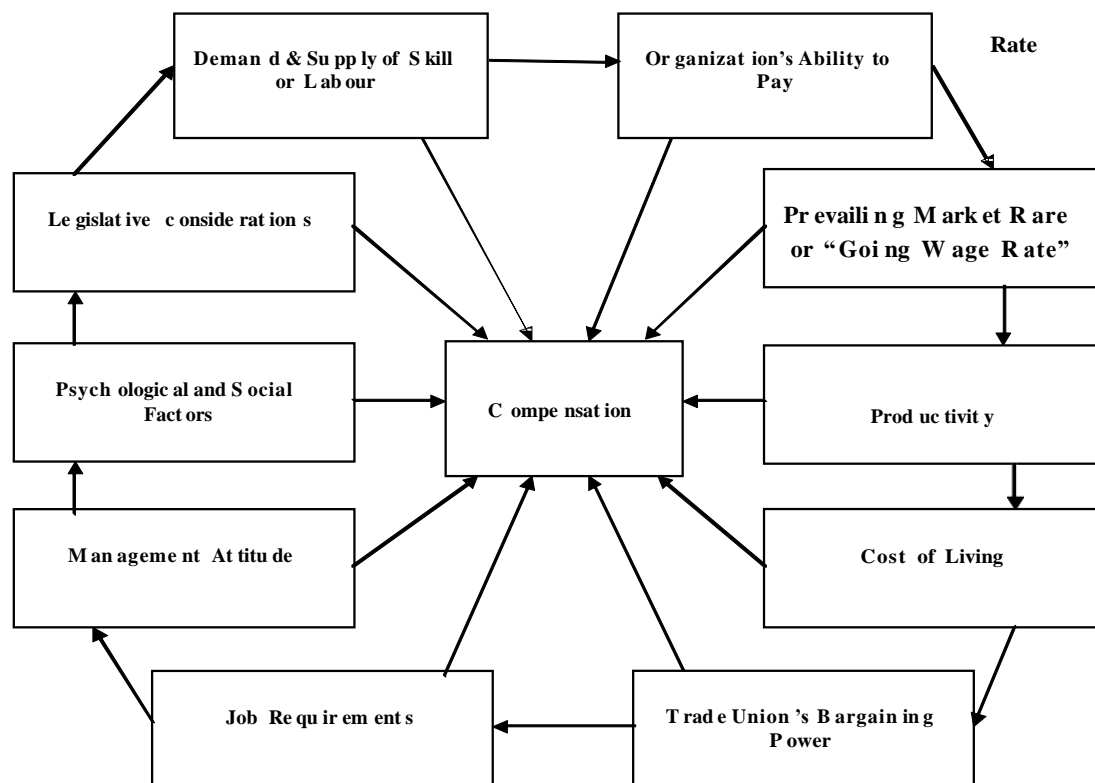 Demand & Supply of Skill
or Labour
Organization's Ability to
Pay
Rate
Legislative considerations
Prevailing Market Rare
or “Going Wage Rate”
Psychological and Social
Factors
Compensation
Productivity
Management Attitude
Cost of Living
Job Requirements
Trade Union's Bargaining
Power